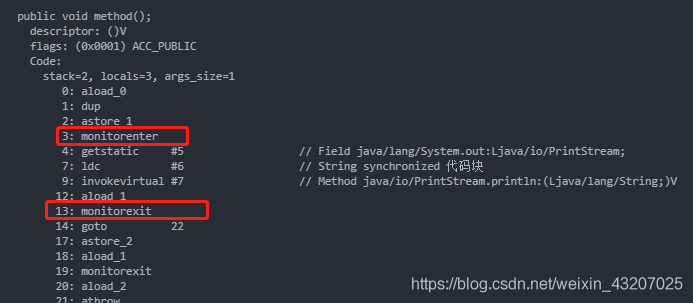 public void method();
descriptor: ()V
flags: (0x0001) ACC_PUBLIC
Code:
stack=2, locals=3, args_size=1
0: aload_0
1: dup
2: astore_1
3: monitorenter
4: getstatic #5 // Field java/lang/System.out:Ljava/io/PrintStream;
7: ldc #6 // String synchronized 代码块
9: invokevirtual #7 // Method java/io/PrintStream.println:(Ljava/lang/String;)V
12: aload_1
13: monitorexit
14: goto 22
17: astore_2
18: aload_1
19: monitorexit
20: aload_2
21: athrow
https://blog.csdn.net/weixin_43207025